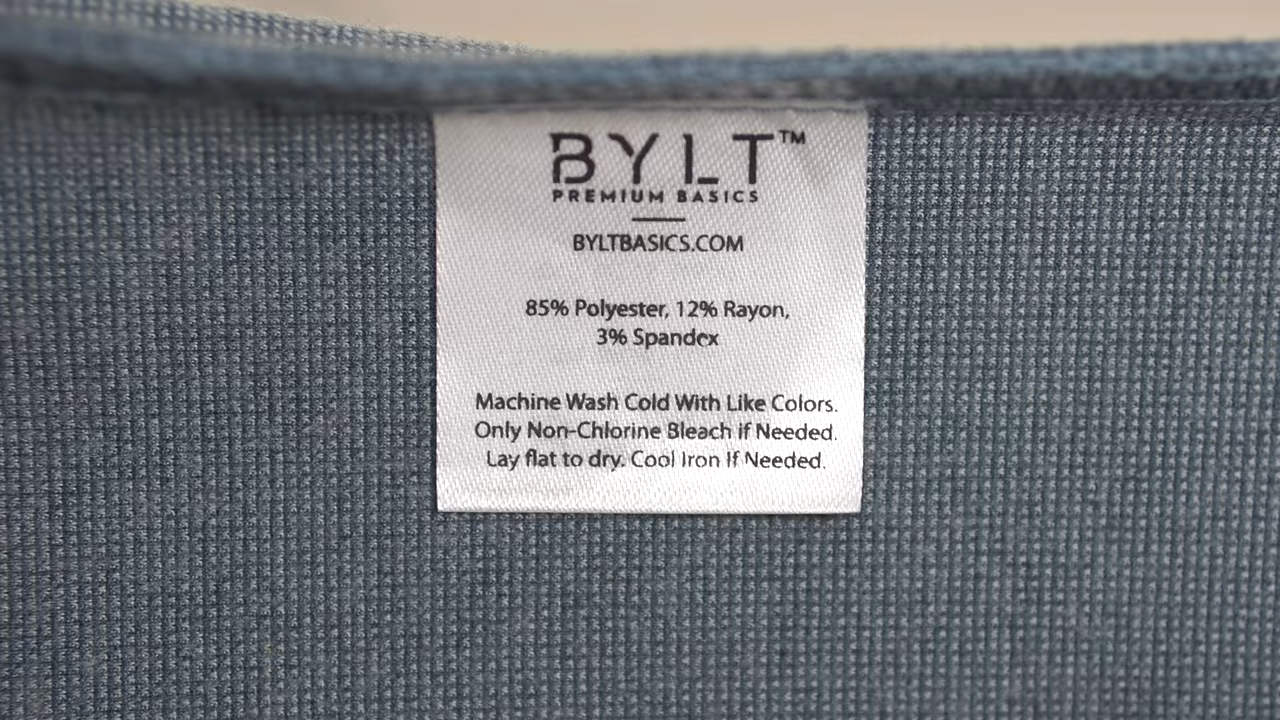 BYLT™
PREMIUM BASICS
BYLTBASICS.COM
85% Polyester, 12% Rayon,
3% Spandex
Machine Wash Cold With Like Colors.
Only Non-Chlorine Bleach if Needed.
Lay flat to dry. Cool Iron If Needed.